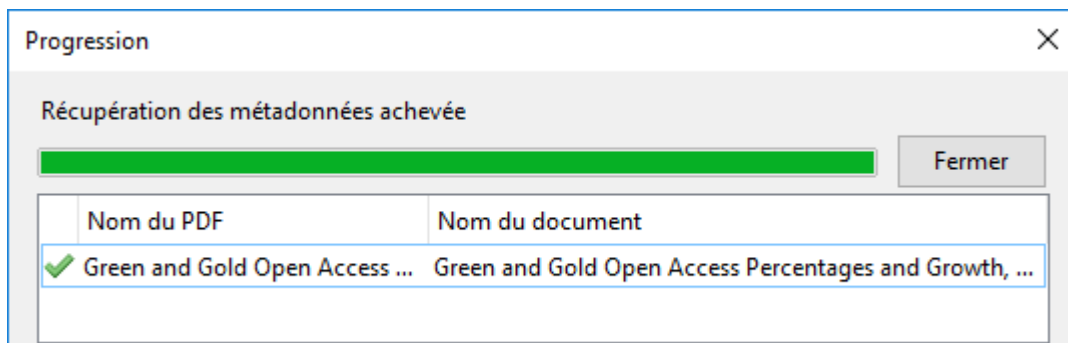 Progression
Récupération des métadonnées achevée
Fermer
Nom du PDF Nom du document
Green and Gold Open Access ... Green and Gold Open Access Percentages and Growth, ...